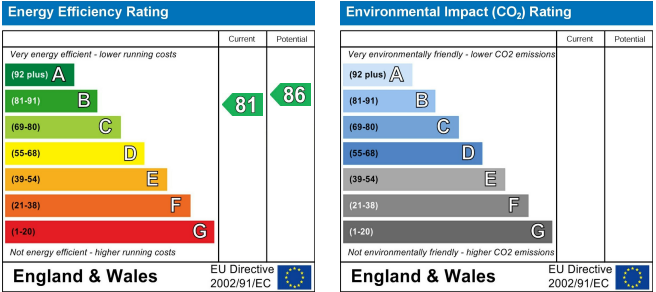 Energy Efficiency Rating
Current Potential
Very energy efficient - lower running costs
(92 plus) A
(81-91) B
81 86
(69-80) C
(55-68) D
(39-54) E
(21-38) F
(1-20) G
Not energy efficient - higher running costs
England & Wales
EU Directive
2002/91/EC
Environmental Impact (CO₂) Rating
Current Potential
Very environmentally friendly - lower CO2 emissions
(92 plus) A
(81-91) B
(69-80) C
(55-68) D
(39-54) E
(21-38) F
(1-20) G
Not environmentally friendly - higher CO2 emissions
England & Wales
EU Directive
2002/91/EC